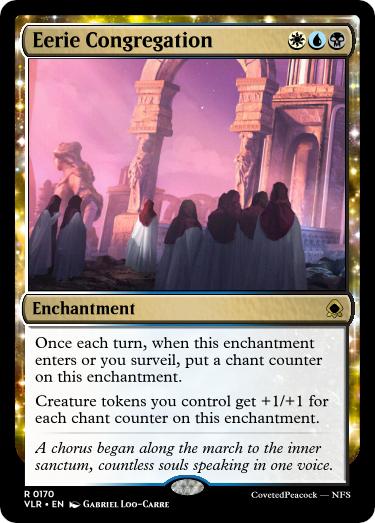 Eerie Congregation
Enchantment
Once each turn, when this enchantment
enters or you surveil, put a chant counter
on this enchantment.
Creature tokens you control get +1/+1 for
each chant counter on this enchantment.
A chorus began along the march to the inner
sanctum, countless souls speaking in one voice.
R 0170
VLR • EN Gabriel Loo-Carre
CovetedPeacock — NFS